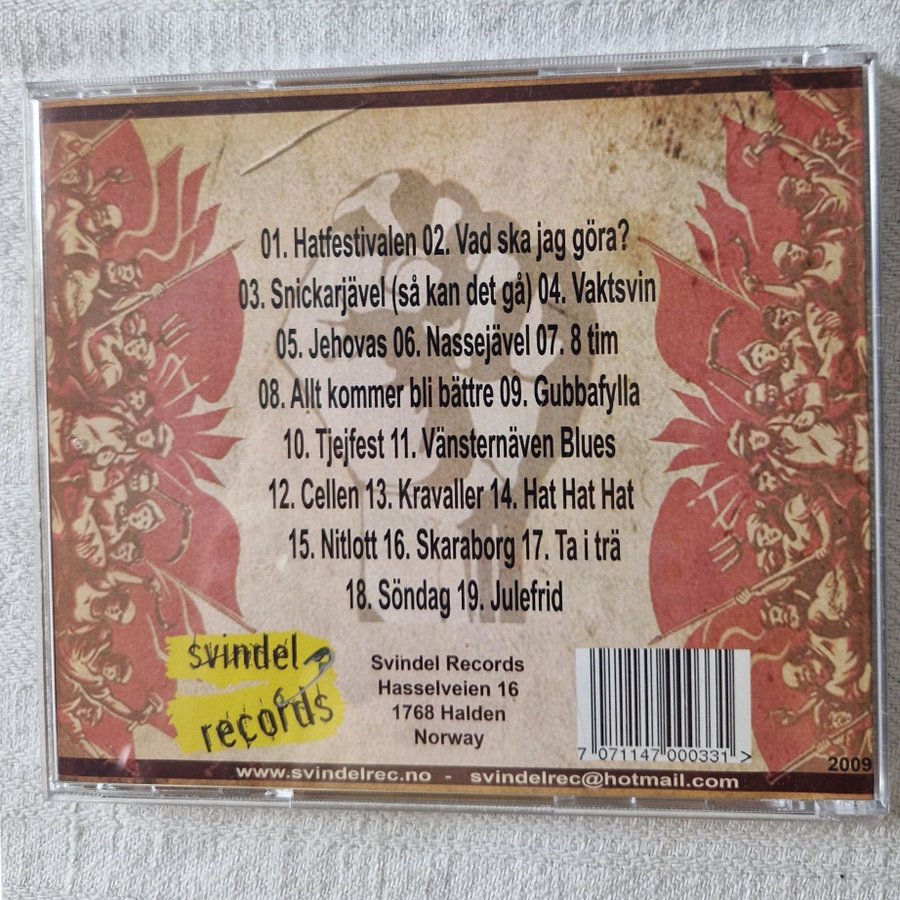 01. Hatfestivalen 02. Vad ska jag göra?
03. Snickarjävel (så kan det gå) 04. Vaktsvin
05. Jehovas 06. Nassejävel 07. 8 tim
08. Allt kommer bli bättre 09. Gubbafylla
10. Tjejfest 11. Vänsternäven Blues
12. Cellen 13. Kravaller 14. Hat Hat Hat
15. Nitlott 16. Skaraborg 17. Ta i trä
18. Söndag 19. Julefrid
svindel
records
Svindel Records
Hasselveien 16
1768 Halden
Norway
7 071147 000331 >
2009
www.svindelrec.no - svindelrec@hotmail.com